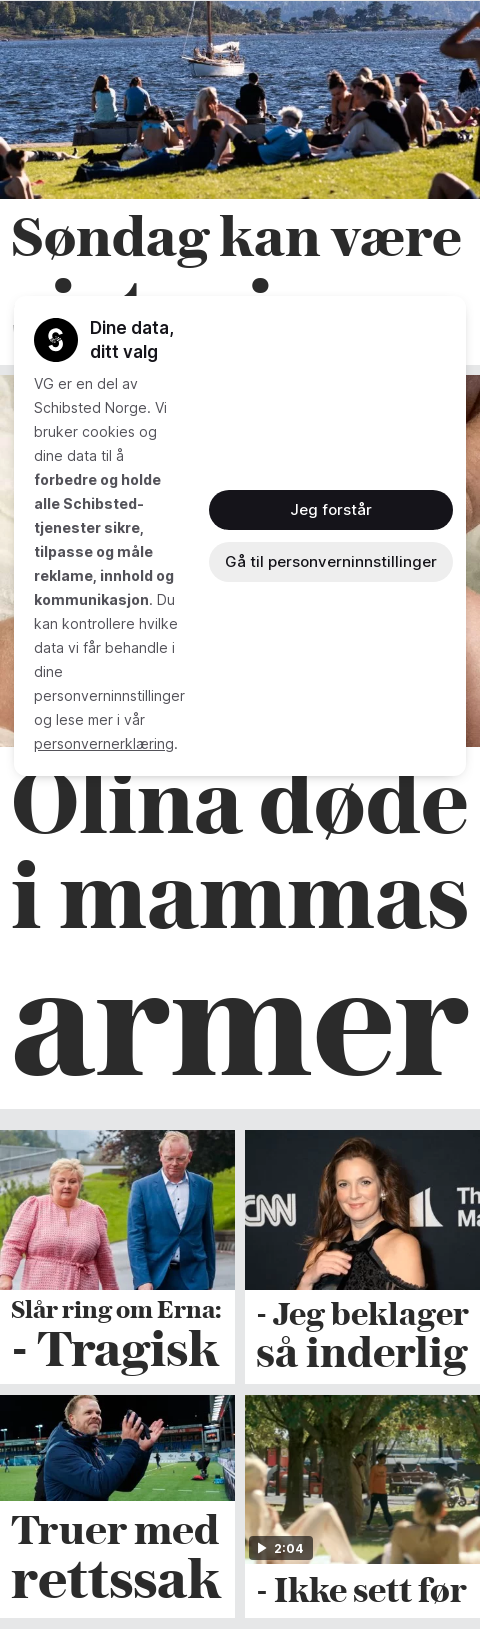 Søndag kan være
Dine data,
ditt valg
VG er en del av
Schibsted Norge. Vi
bruker cookies og
dine data til å
forbedre og holde
alle Schibsted-
tjenester sikre,
tilpasse og måle
reklame, innhold og
kommunikasjon. Du
kan kontrollere hvilke
data vi får behandle i
dine
personverninnstillinger
og lese mer i vår
personvernerklæring.
Jeg forstår
Gå til personverninnstillinger
Olina døde
i mammas
armer
CNN
Slår ring om Erna:
- Tragisk
- Jeg beklager
så inderlig
Truer med
rettssak
2:04
- Ikke sett før